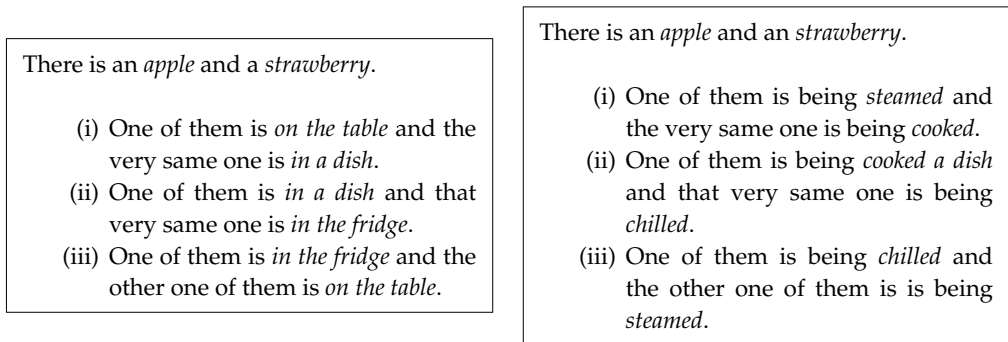 There is an apple and a strawberry.
(i) One of them is on the table and the
very same one is in a dish.
(ii) One of them is in a dish and that
very same one is in the fridge.
(iii) One of them is in the fridge and the
other one of them is on the table.
There is an apple and an strawberry.
(i) One of them is being steamed and
the very same one is being cooked.
(ii) One of them is being cooked a dish
and that very same one is being
chilled.
(iii) One of them is being chilled and
the other one of them is is being
steamed.